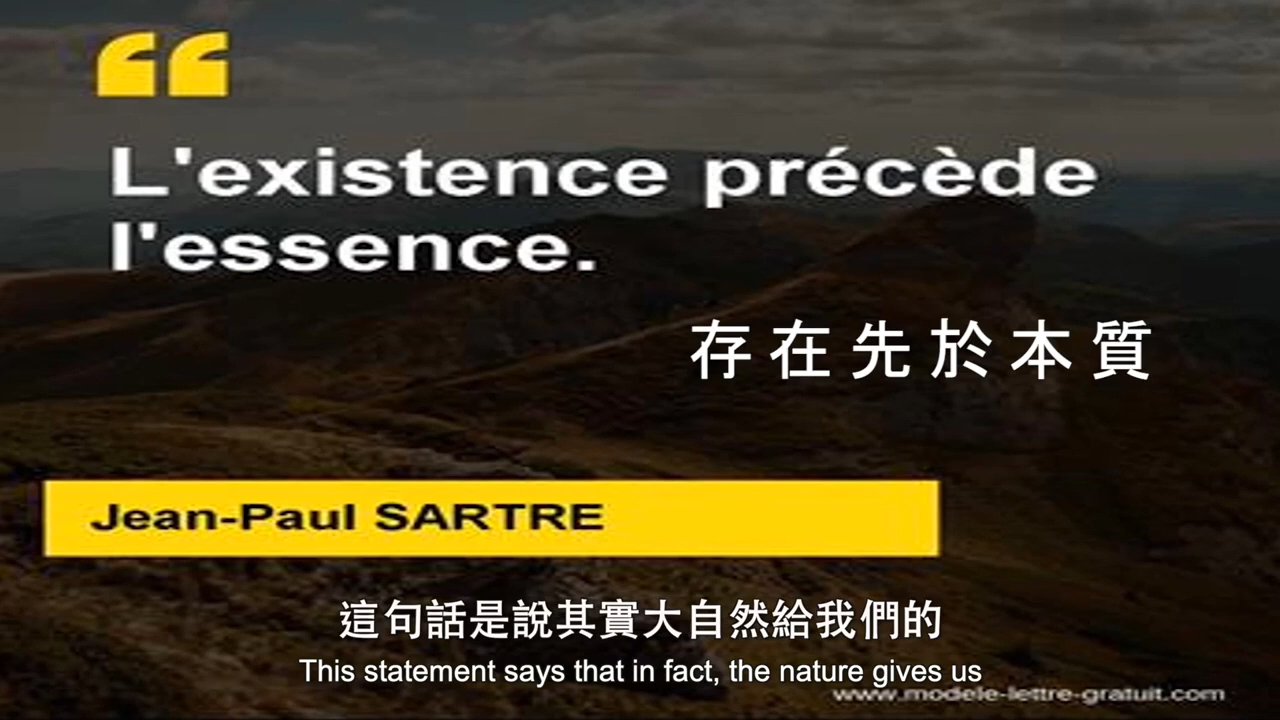 “
L'existence précède
l'essence.
存在先於本質
Jean-Paul SARTRE
這句話是說其實大自然給我們的
This statement says that in fact, the nature gives us
www.modele-lettre-gratuit.com